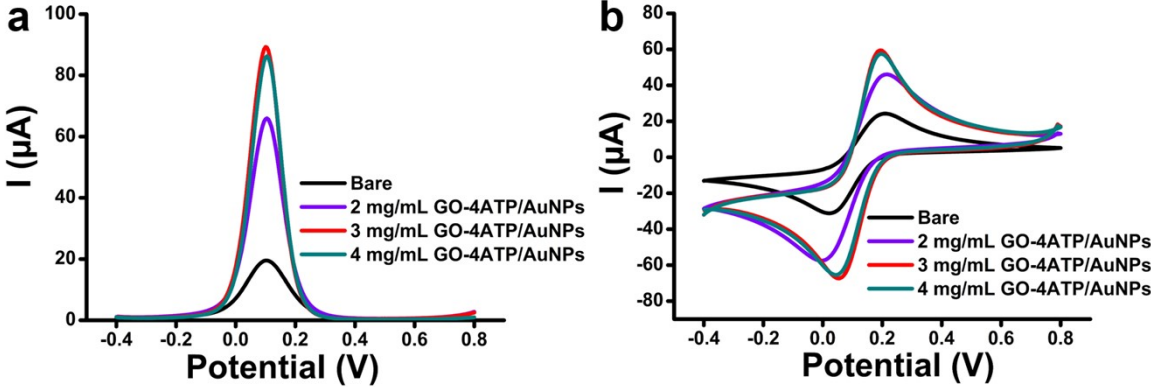 a
100
80
60
40
20
0
I (µA)
-0.4 -0.2 0.0 0.2 0.4 0.6 0.8
Potential (V)
Bare
2 mg/mL GO-4ATP/AuNPs
3 mg/mL GO-4ATP/AuNPs
4 mg/mL GO-4ATP/AuNPs
b
80
60
40
20
0
-20
-40
-60
-80
I (µA)
-0.4 -0.2 0.0 0.2 0.4 0.6 0.8
Potential (V)
Bare
2 mg/mL GO-4ATP/AuNPs
3 mg/mL GO-4ATP/AuNPs
4 mg/mL GO-4ATP/AuNPs